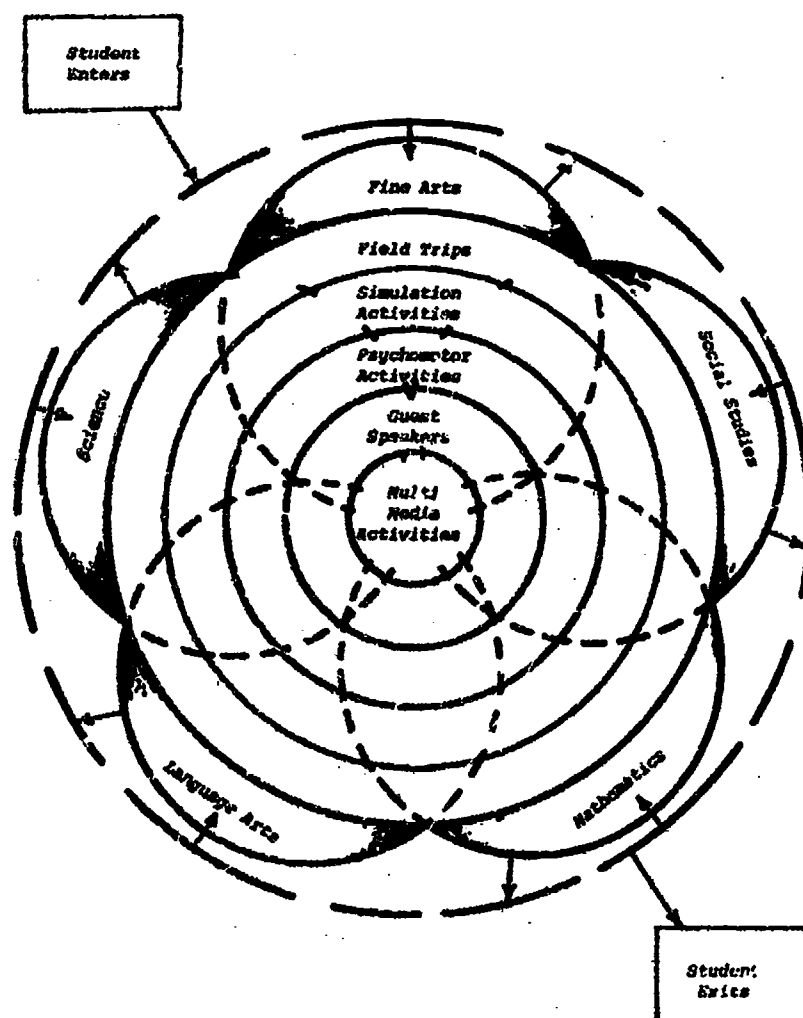 Student
Enters
Fine Arts
Field Trips
Simulation
Activities
Psychomotor
Activities
Guest
Speakers
Multi
Media
Activities
Science
Social Studies
Language Arts
Mathematics
Student
Exits